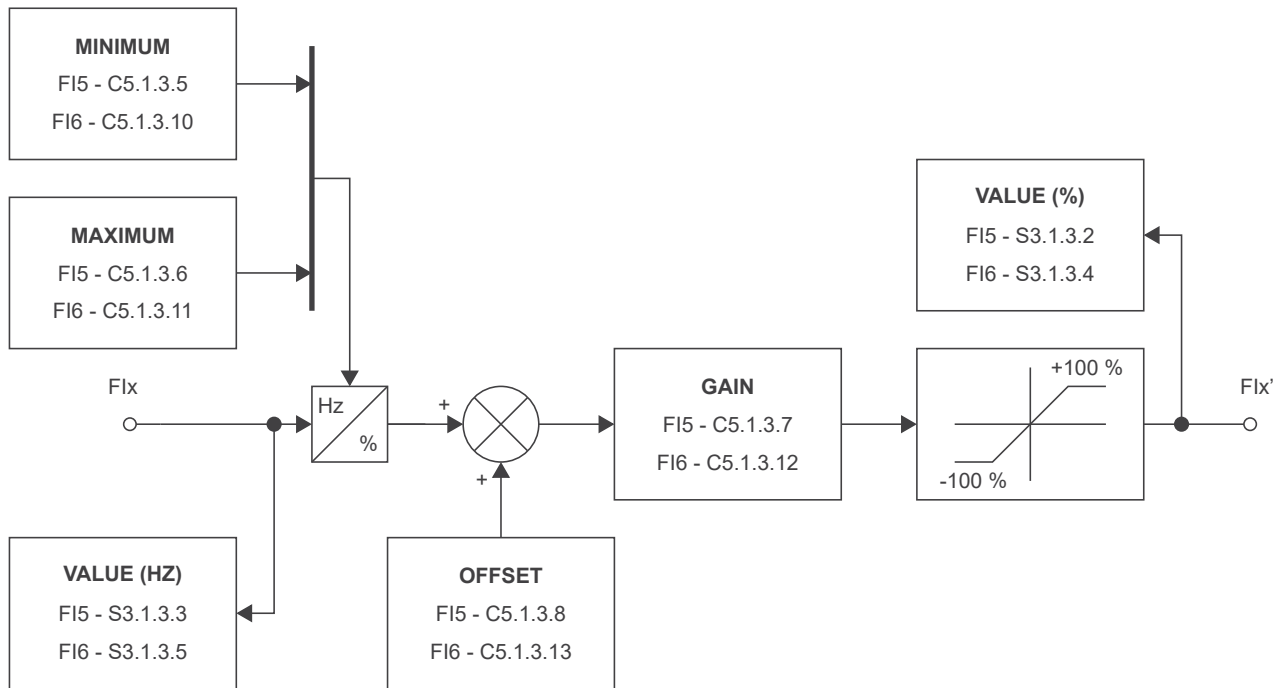 MINIMUM
FI5 - C5.1.3.5
FI6 - C5.1.3.10
MAXIMUM
FI5 - C5.1.3.6
FI6 - C5.1.3.11
VALUE (%)
FI5 - S3.1.3.2
FI6 - S3.1.3.4
FIx
Hz
%
+
+
GAIN
FI5 - C5.1.3.7
FI6 - C5.1.3.12
+100 %
-100 %
FIx’
VALUE (HZ)
FI5 - S3.1.3.3
FI6 - S3.1.3.5
OFFSET
FI5 - C5.1.3.8
FI6 - C5.1.3.13